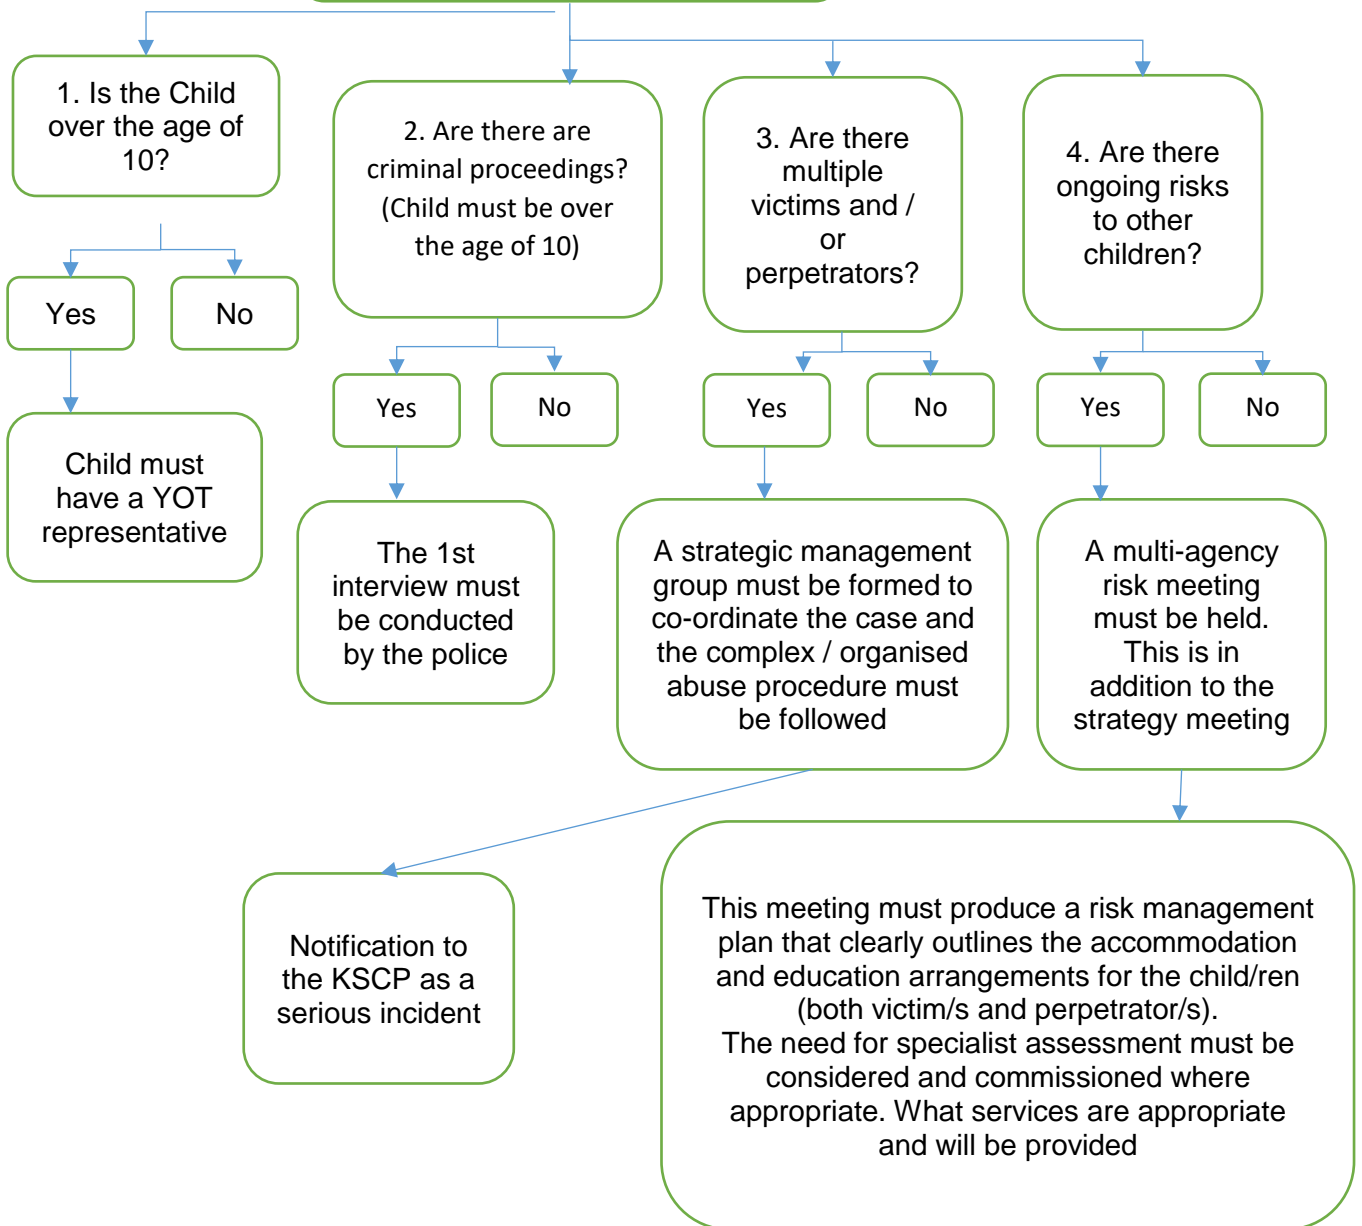 1. Is the Child
over the age of
10?
2. Are there are
criminal proceedings?
(Child must be over
the age of 10)
3. Are there
multiple
victims and /
or
perpetrators?
4. Are there
ongoing risks
to other
children?
Yes
No
Yes
No
Yes
No
Yes
No
Child must
have a YOT
representative
The 1st
interview must
be conducted
by the police
A strategic management
group must be formed to
co-ordinate the case and
the complex / organised
abuse procedure must
be followed
A multi-agency
risk meeting
must be held.
This is in
addition to the
strategy meeting
Notification to
the KSCP as a
serious incident
This meeting must produce a risk management
plan that clearly outlines the accommodation
and education arrangements for the child/ren
(both victim/s and perpetrator/s).
The need for specialist assessment must be
considered and commissioned where
appropriate. What services are appropriate
and will be provided